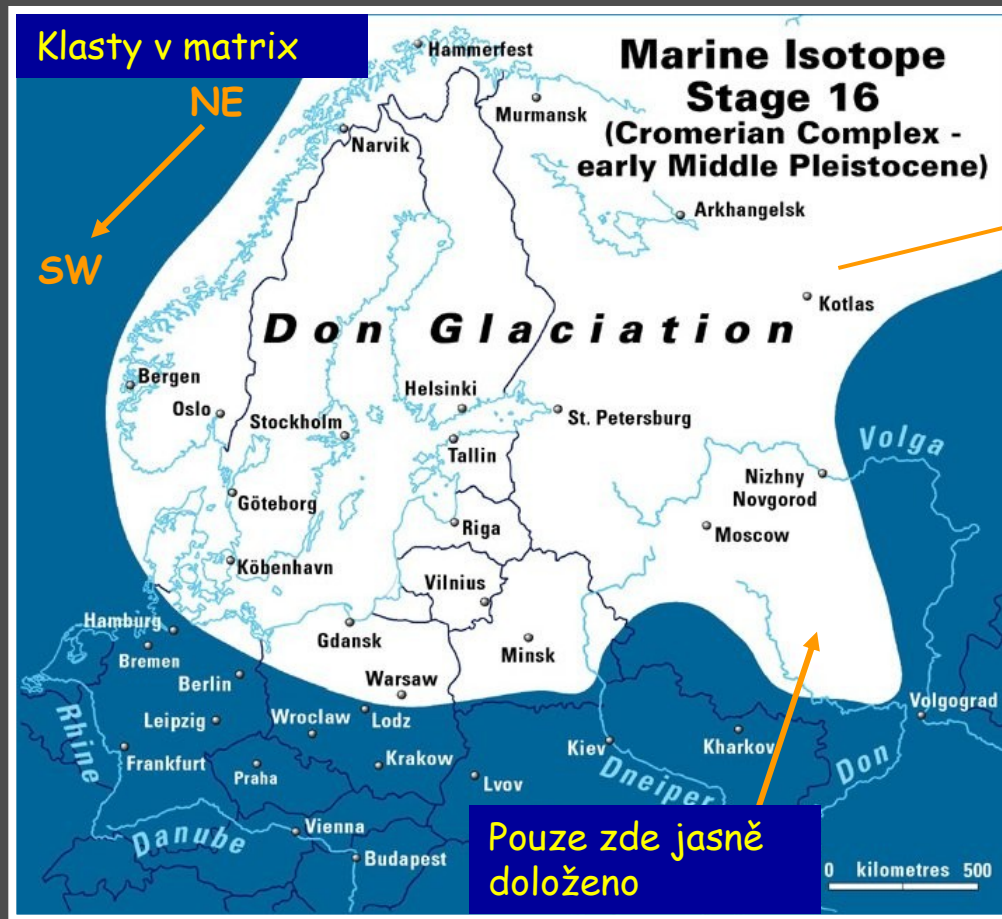 Klasty v matrix
NE
SW
Marine Isotope
Stage 16
(Cromerian Complex -
early Middle Pleistocene)
Hammerfest
Murmansk
Narvik
Arkhangelsk
Kotlas
Don Glaciation
Bergen
Oslo
Stockholm
Helsinki
St. Petersburg
Tallin
Volga
Nizhny
Novgorod
Göteborg
Riga
Moscow
Köbenhavn
Vilnius
Hamburg
Gdansk
Minsk
Bremen
Berlin
Warsaw
Volgograd
Leipzig
Wroclaw
Lodz
Rhine
Frankfurt
Praha
Krakow
Lvov
Kiev
Kharkov
Don
Dneiper
Danube
Vienna
Budapest
Pouze zde jasně
doloženo
0 kilometres 500